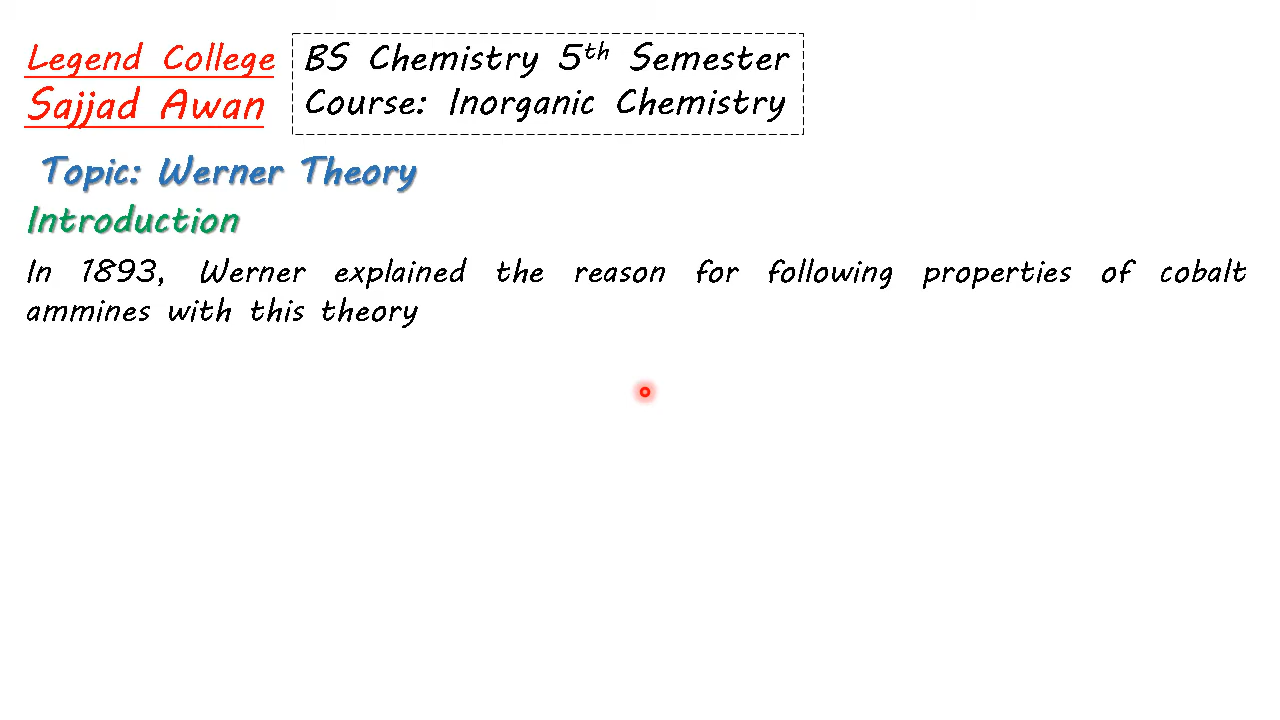 Legend College
Sajjad Awan
BS Chemistry 5th Semester
Course: Inorganic Chemistry
Topic: Werner Theory
Introduction
In 1893, Werner explained the reason for following properties of cobalt
ammines with this theory